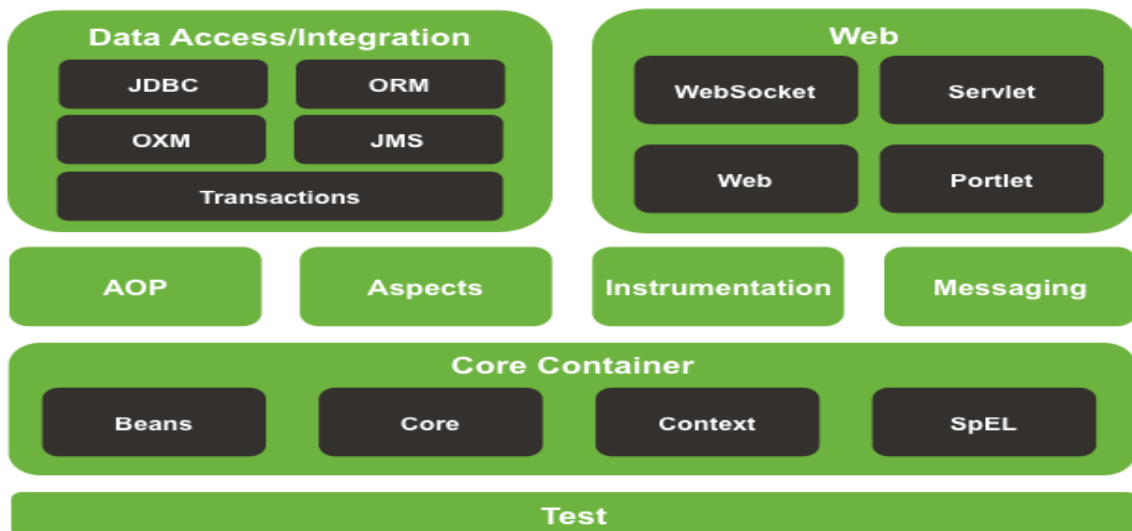 Data Access/Integration
JDBC
ORM
OXM
JMS
Transactions
Web
WebSocket
Servlet
Web
Portlet
AOP
Aspects
Instrumentation
Messaging
Core Container
Beans
Core
Context
SpEL
Test